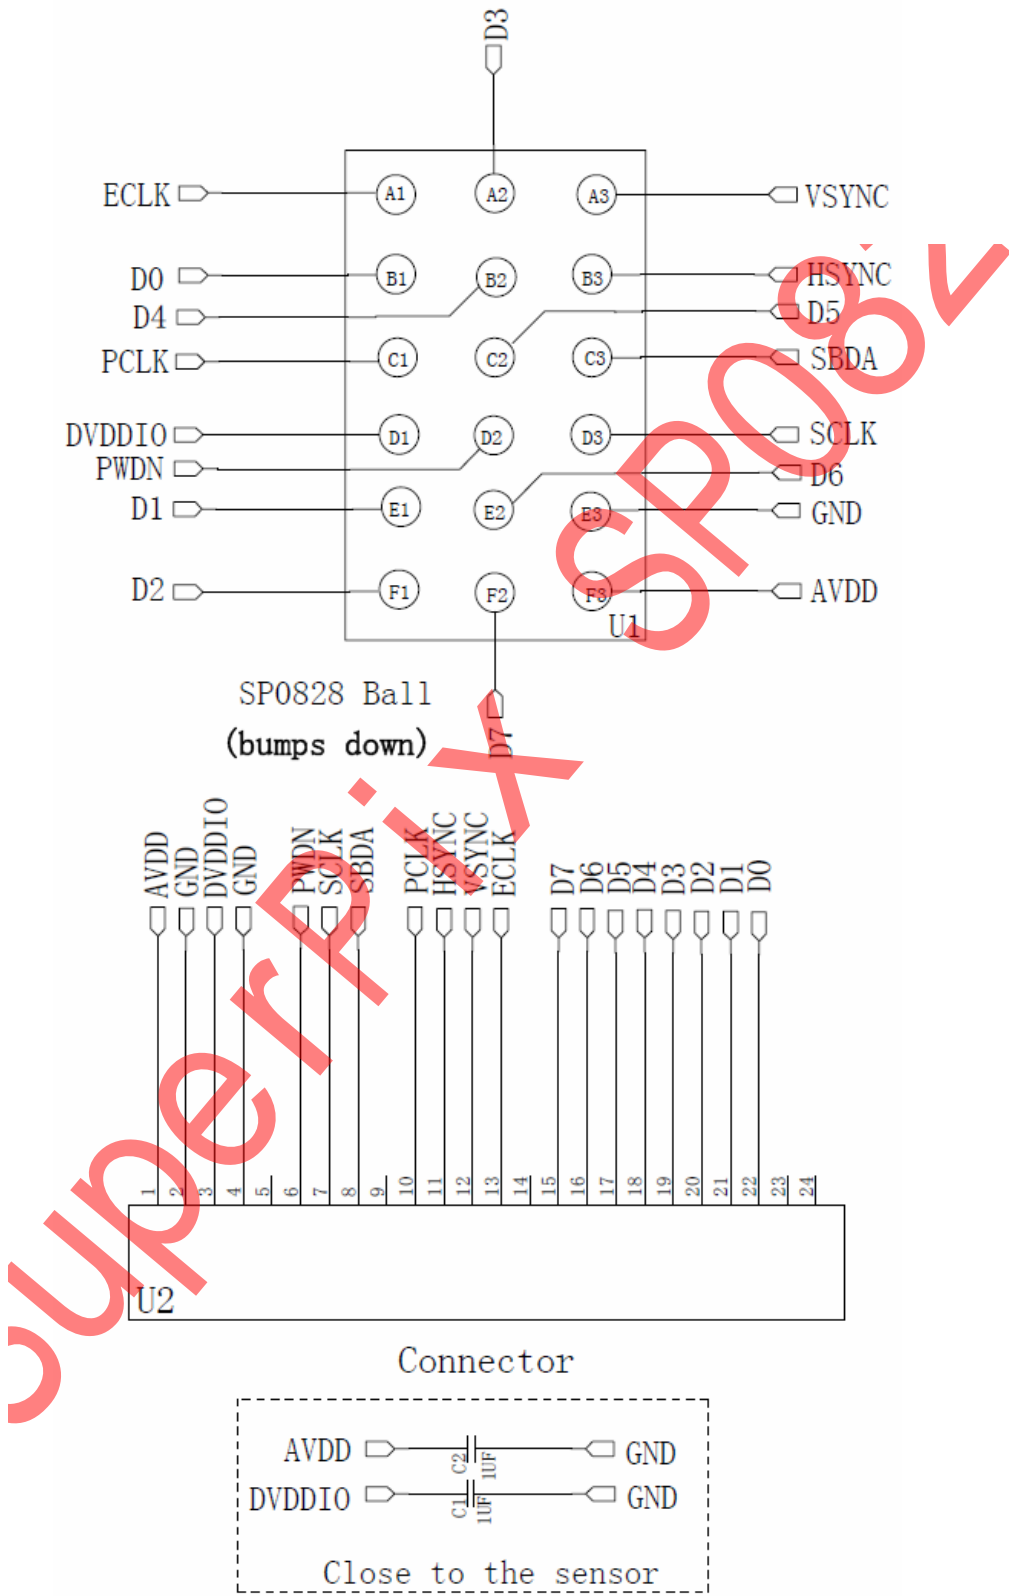 D3
ECLK A1 A2 A3 VSYNC
D0 B1 B2 B3 HSYNC
D4 D5
PCLK C1 C2 C3 SBDA
DVDDIO D1 D2 D3 SCLK
PWDN D6
D1 E1 E2 E3 GND
D2 F1 F2 F3 AVDD
U1
SP0828 Ball
D7
(bumps down)
AVDD GND DVDDIO GND PWDN SCLK SBDA PCLK HSYNC VSYNC ECLK D7 D6 D5 D4 D3 D2 D1 D0
1 2 3 4 5 6 7 8 9 10 11 12 13 14 15 16 17 18 19 20 21 22 23 24
U2
Connector
AVDD C2 1UF GND
DVDDIO C1 1UF GND
Close to the sensor
SuperPix SP082